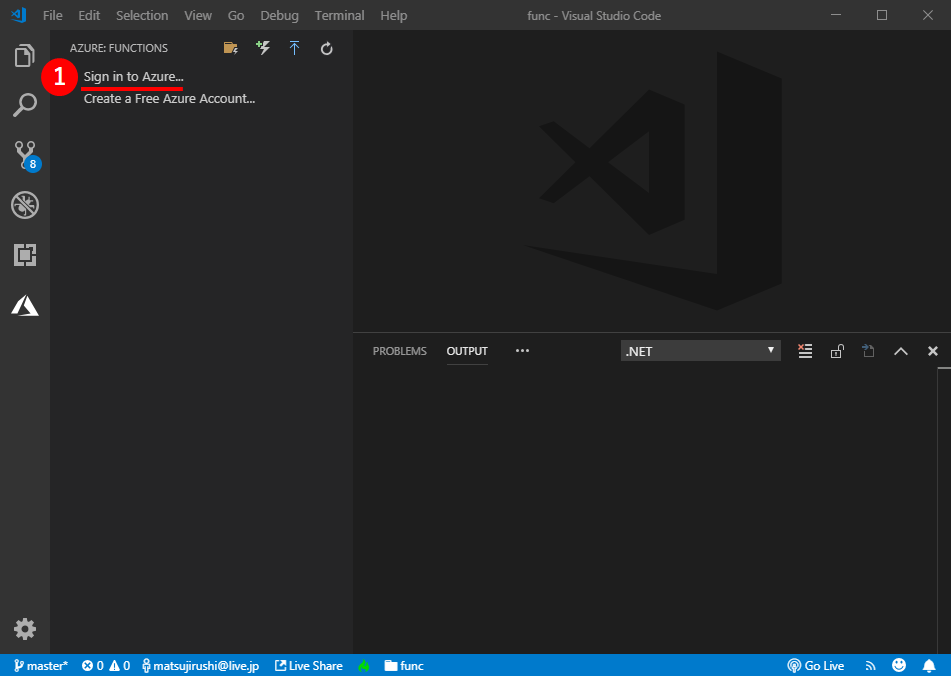 File Edit Selection View Go Debug Terminal Help func - Visual Studio Code
AZURE: FUNCTIONS
1 Sign in to Azure...
Create a Free Azure Account...
8
PROBLEMS OUTPUT ... .NET
master* 0 0 matsujirushi@live.jp Live Share func Go Live